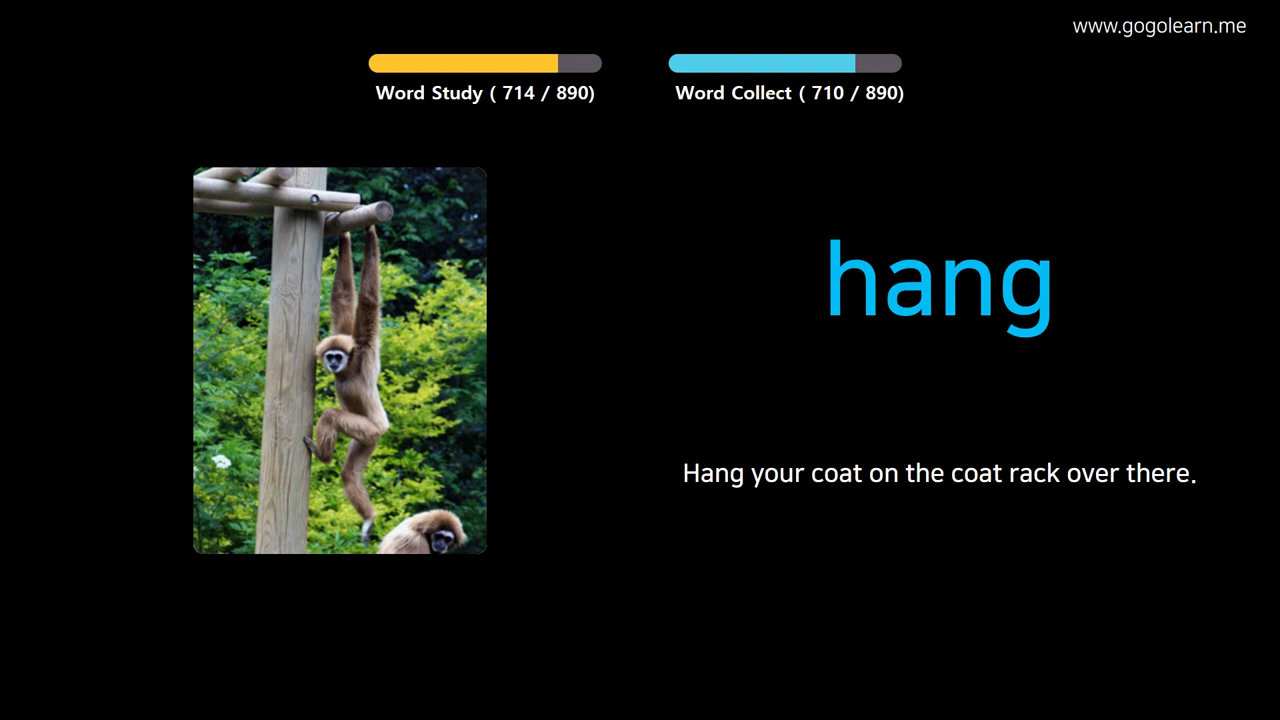 www.gogolearn.me
Word Study ( 714 / 890)
Word Collect ( 710 / 890)
hang
Hang your coat on the coat rack over there.